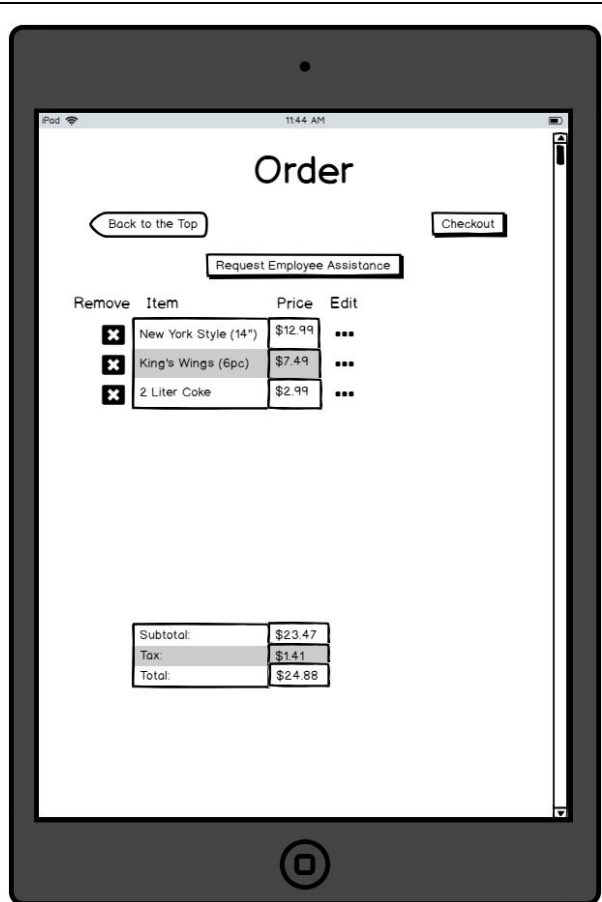 iPod 11:44 AM
Order
Back to the Top Checkout
Request Employee Assistance
Remove Item Price Edit
New York Style (14") $12.99
King's Wings (6pc) $7.49
2 Liter Coke $2.99
Subtotal: $23.47
Tax: $1.41
Total: $24.88